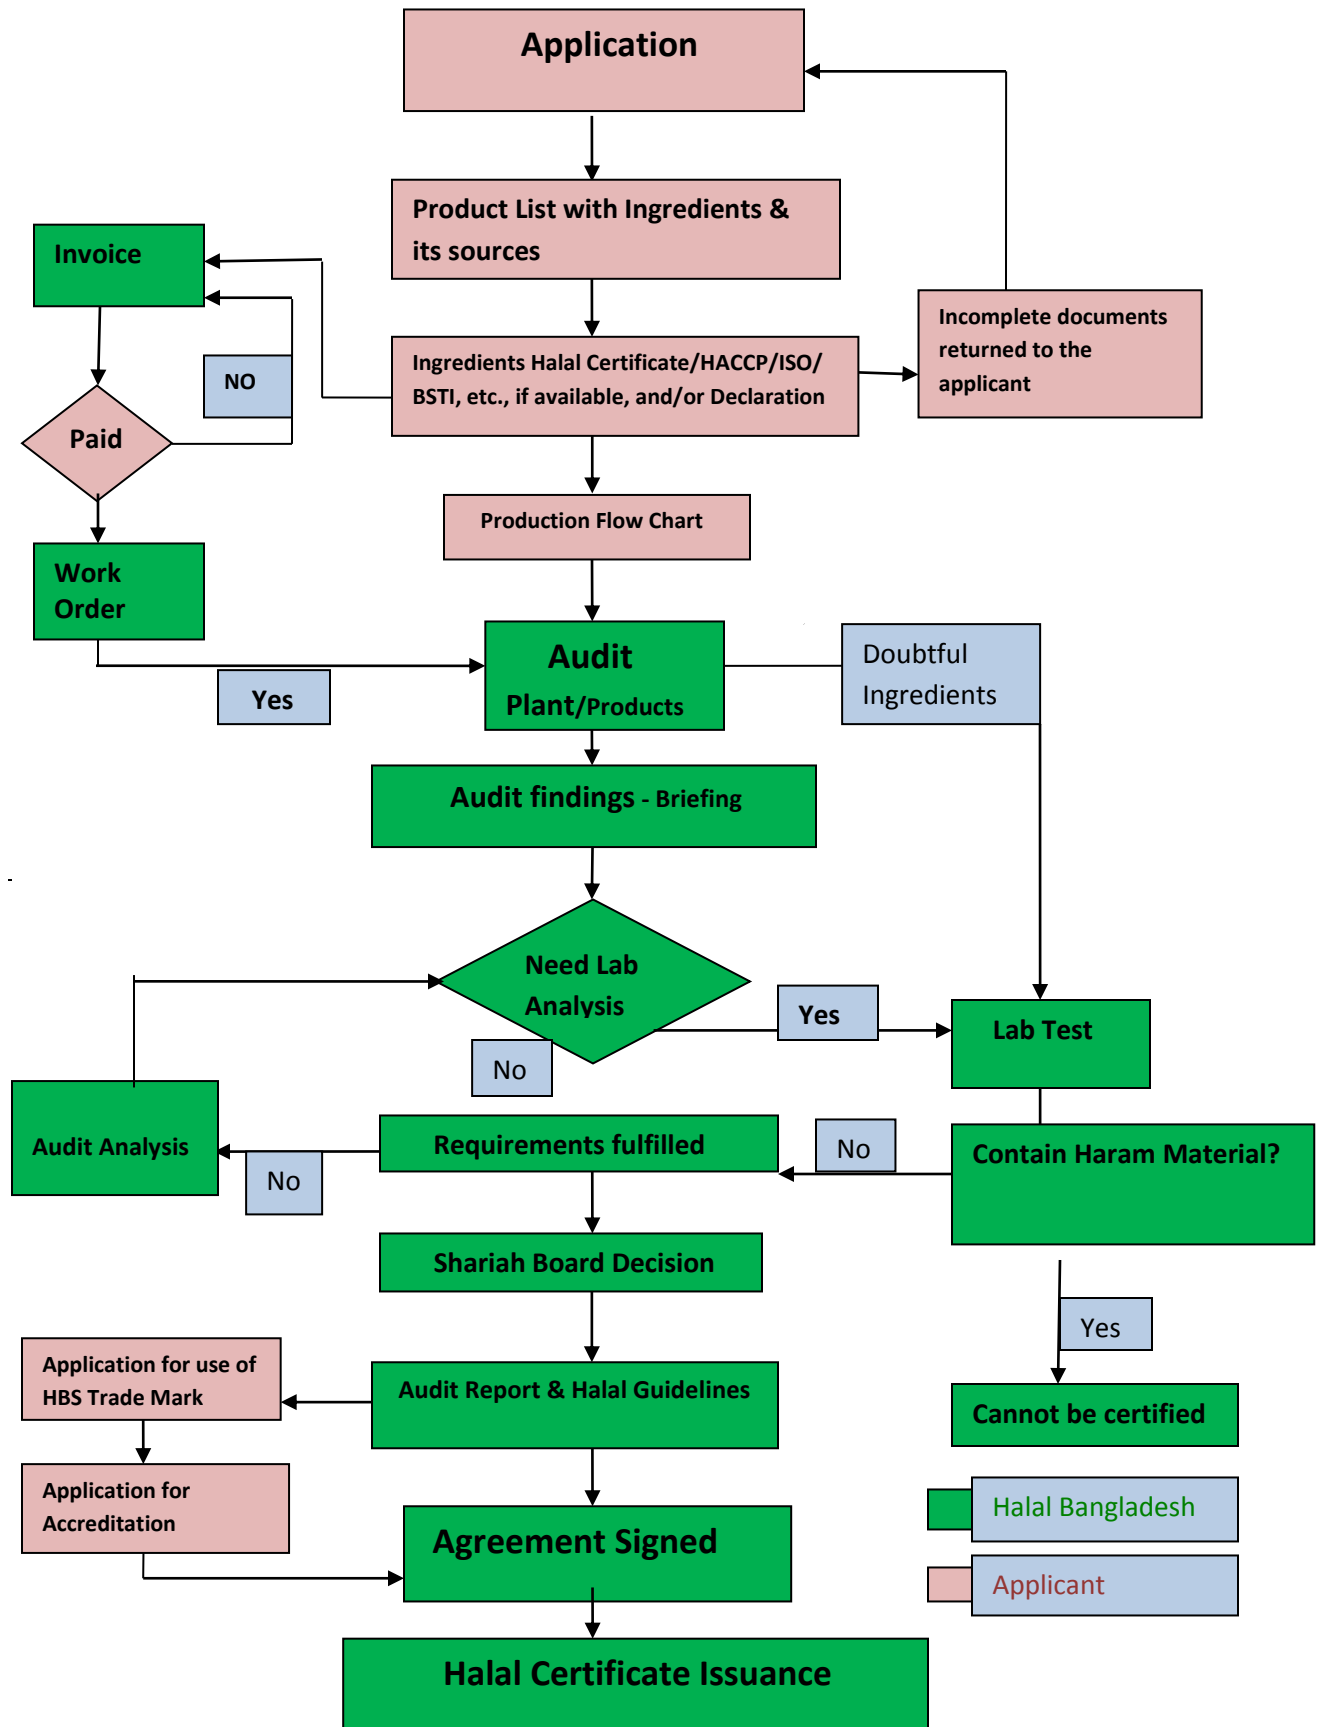 Application
Product List with Ingredients &
its sources
Invoice
Incomplete documents
returned to the
applicant
Ingredients Halal Certificate/HACCP/ISO/
BSTI, etc., if available, and/or Declaration
NO
Paid
Production Flow Chart
Work
Order
Audit
Plant/Products
Doubtful
Ingredients
Yes
Audit findings - Briefing
Need Lab
Analysis
Yes
Lab Test
No
Audit Analysis
Requirements fulfilled
No
Contain Haram Material?
No
Shariah Board Decision
Yes
Application for use of
HBS Trade Mark
Audit Report & Halal Guidelines
Cannot be certified
Application for
Accreditation
Halal Bangladesh
Agreement Signed
Applicant
Halal Certificate Issuance